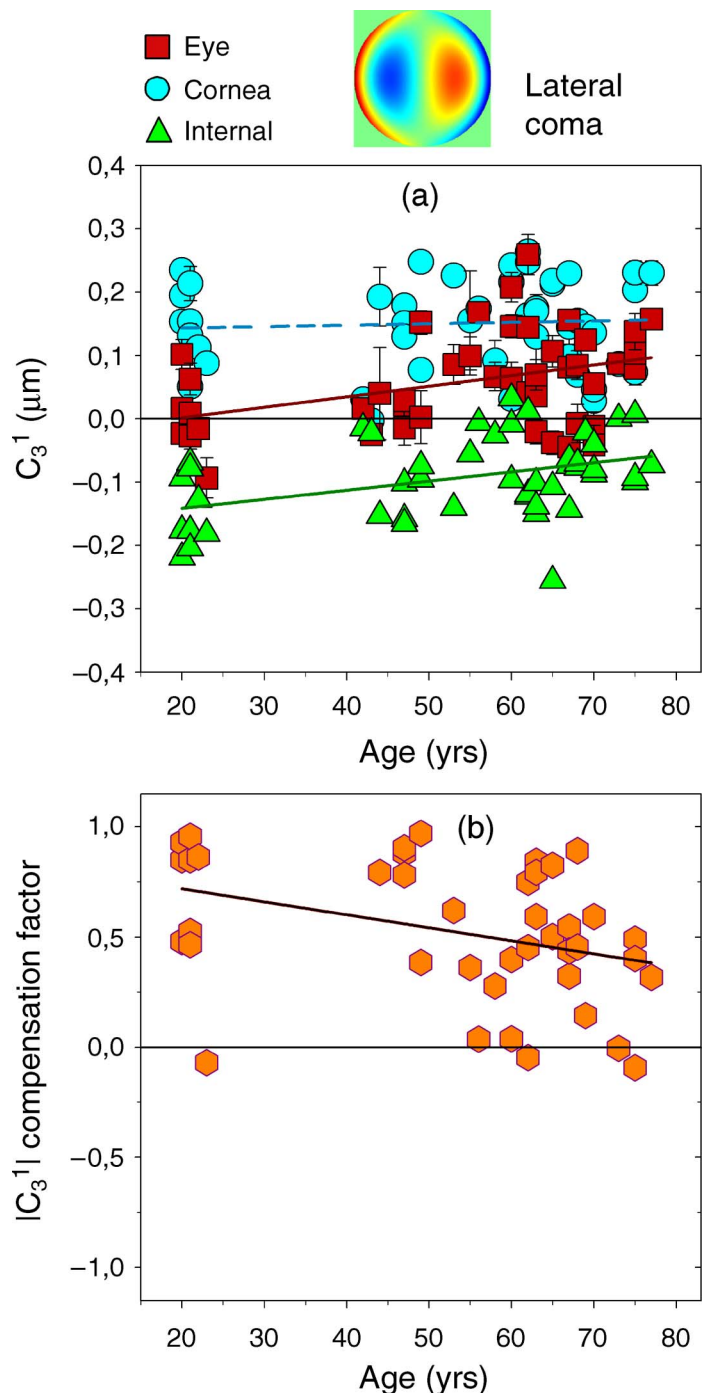 Eye
Cornea
Internal
Lateral
coma
(a)
0,4
0,3
0,2
0,1
0,0
−0,1
−0,2
−0,3
−0,4
C₃¹ (μm)
20 30 40 50 60 70 80
Age (yrs)
(b)
1,0
0,5
0,0
−0,5
−1,0
|C₃¹| compensation factor
20 30 40 50 60 70 80
Age (yrs)